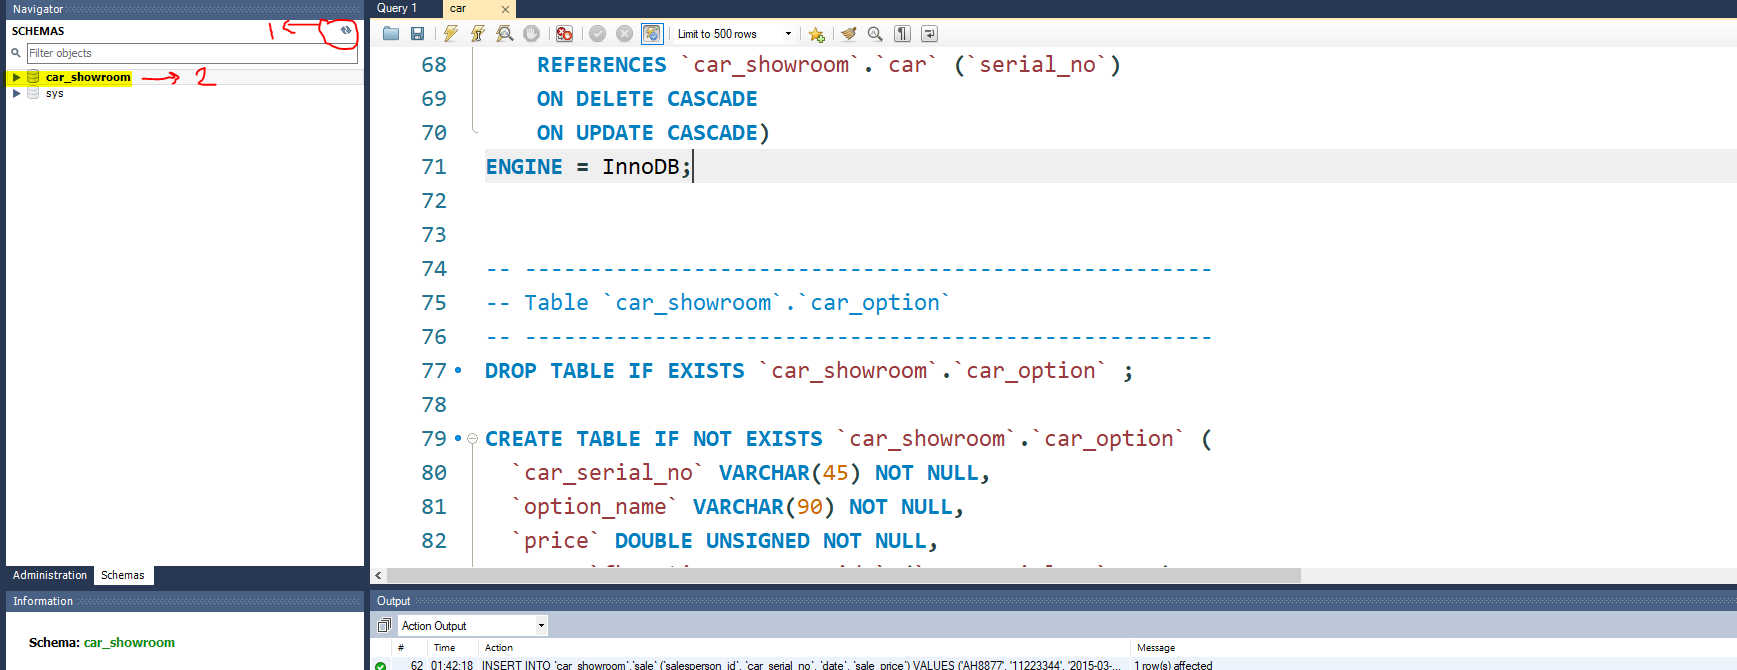 Navigator
SCHEMAS
1
Filter objects
car_showroom
2
sys
Administration Schemas
Information
Schema: car_showroom
Query 1 car
Limit to 500 rows
68 REFERENCES `car_showroom`.`car` (`serial_no`)
69 ON DELETE CASCADE
70 ON UPDATE CASCADE)
71 ENGINE = InnoDB;
72
73
74 -- -----------------------------------------------------
75 -- Table `car_showroom`.`car_option`
76 -- -----------------------------------------------------
77 DROP TABLE IF EXISTS `car_showroom`.`car_option` ;
78
79 CREATE TABLE IF NOT EXISTS `car_showroom`.`car_option` (
80 `car_serial_no` VARCHAR(45) NOT NULL,
81 `option_name` VARCHAR(90) NOT NULL,
82 `price` DOUBLE UNSIGNED NOT NULL,
Output
Action Output
# Time Action Message
62 01:42:18 INSERT INTO `car_showroom`.`sale` (`salesperson_id`, `car_serial_no`, `date`, `sale_price`) VALUES ('AH8877', '11223344', '2015-03-... 1 row(s) affected